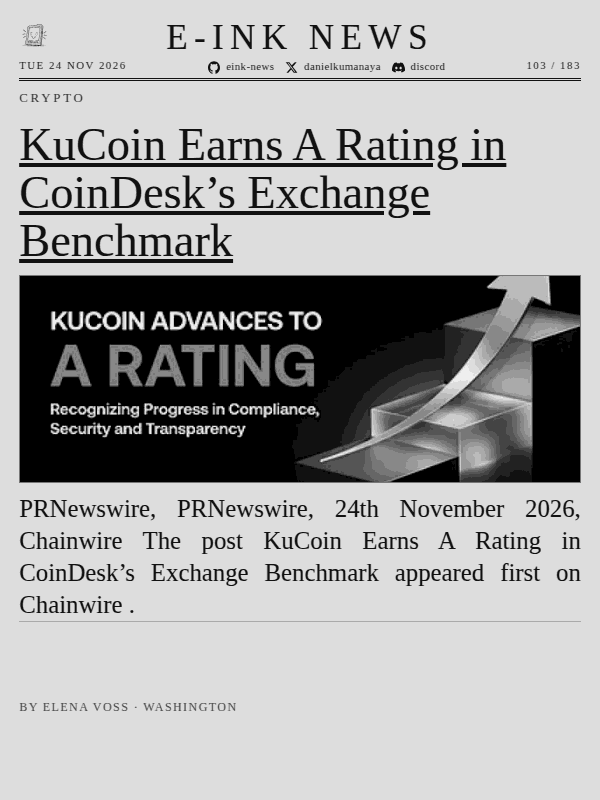 E-INK NEWS
TUE 24 NOV 2026
eink-news danielkumanaya discord
103 / 183
CRYPTO
KuCoin Earns A Rating in
CoinDesk’s Exchange
Benchmark
KUCOIN ADVANCES TO
A RATING
Recognizing Progress in Compliance,
Security and Transparency
PRNewswire, PRNewswire, 24th November 2026,
Chainwire The post KuCoin Earns A Rating in
CoinDesk’s Exchange Benchmark appeared first on
Chainwire .
BY ELENA VOSS · WASHINGTON